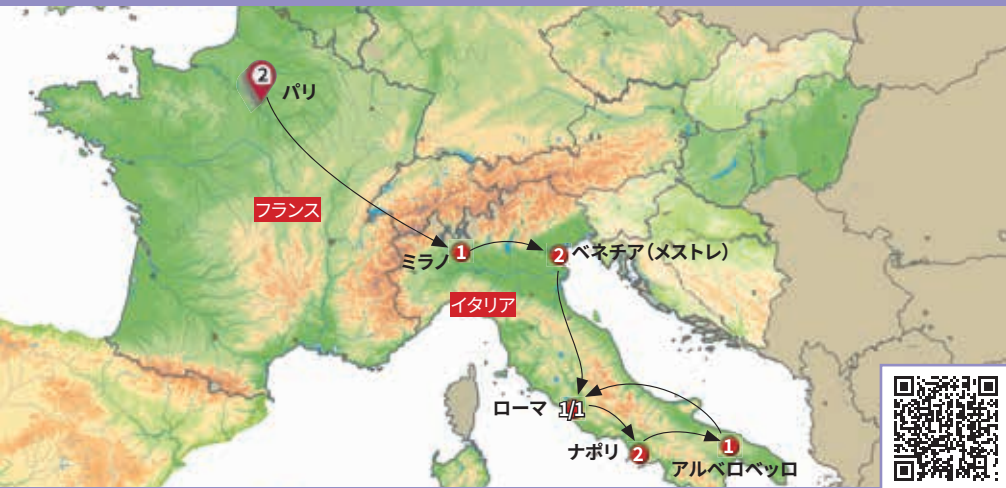 2
パリ
フランス
1
ミラノ
2
ベネチア（メストレ）
イタリア
ローマ 1/1
ナポリ 2
1
アルベロベッロ